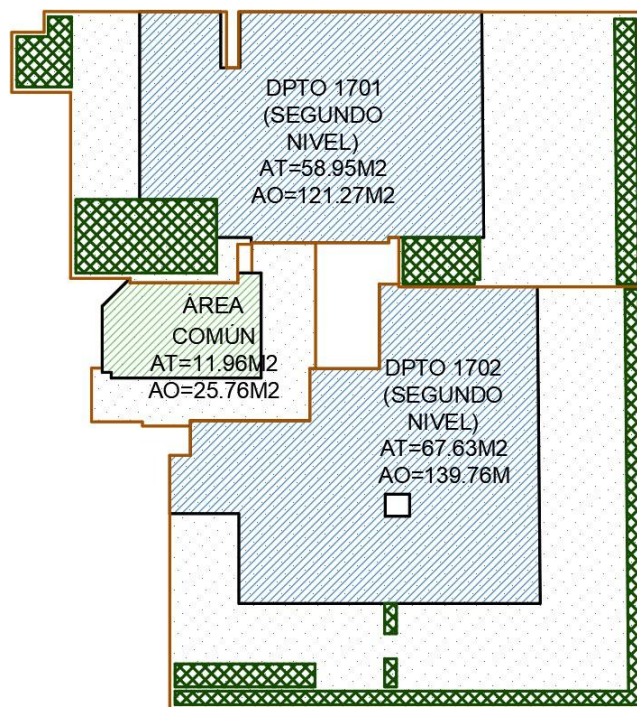 DPTO 1701
(SEGUNDO
NIVEL)
AT=58.95M2
AO=121.27M2
ÁREA
COMÚN
AT=11.96M2
AO=25.76M2
DPTO 1702
(SEGUNDO
NIVEL)
AT=67.63M2
AO=139.76M